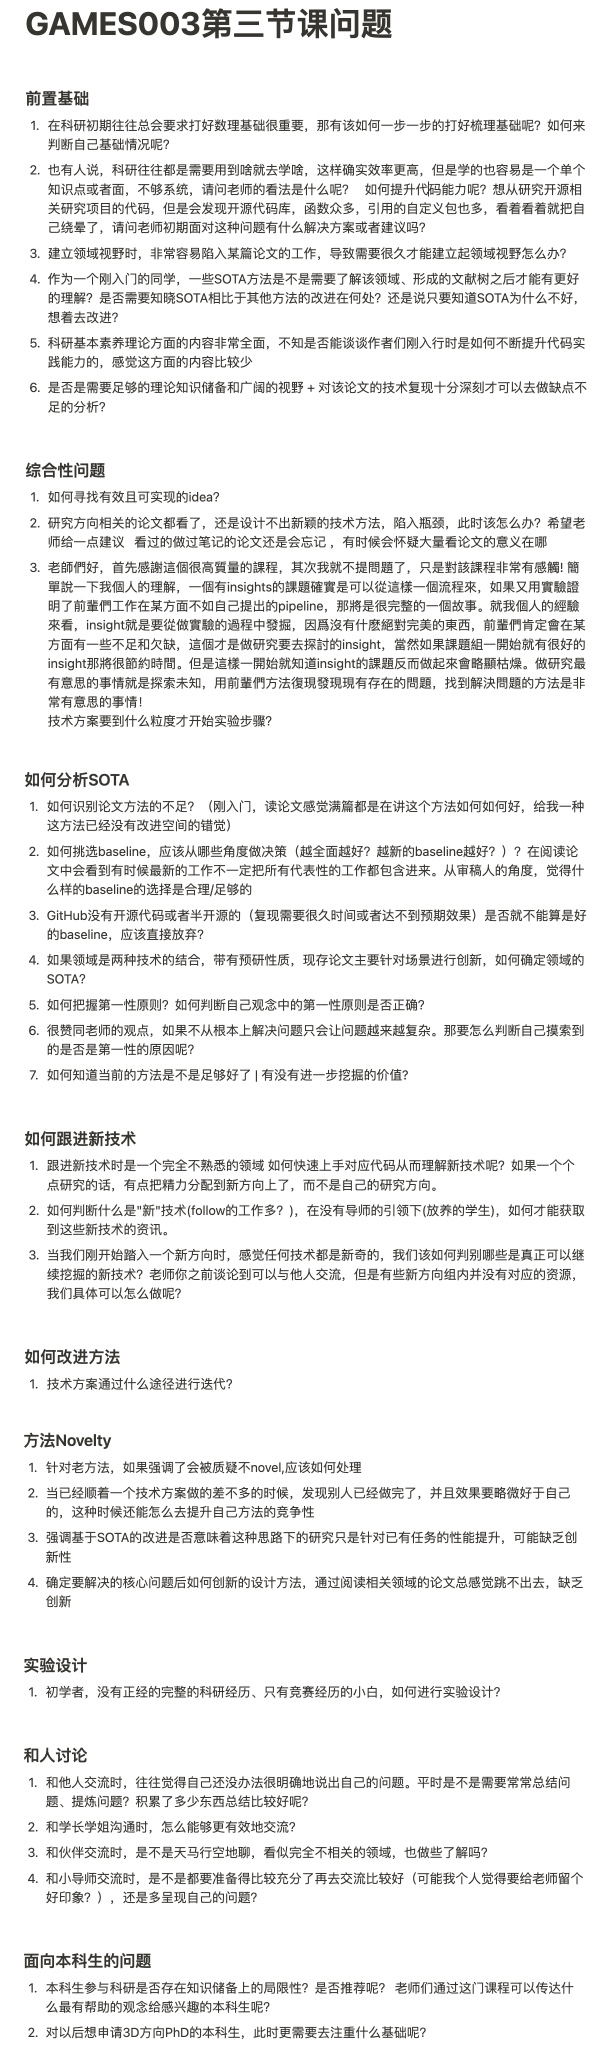 GAMES003第三节课问题
前置基础
1. 在科研初期往往总会要求打好数理基础很重要，那有该如何一步一步的打好梳理基础呢？如何来
判断自己基础情况呢？
2. 也有人说，科研往往都是需要用到啥就去学啥，这样确实效率更高，但是学的也容易是一个单个
知识点或者面，不够系统，请问老师的看法是什么呢？ 如何提升代码能力呢？想从研究开源相
关研究项目的代码，但是会发现开源代码库，函数众多，引用的自定义包也多，看着看着就把自
己绕晕了，请问老师初期面对这种问题有什么解决方案或者建议吗？
3. 建立领域视野时，非常容易陷入某篇论文的工作，导致需要很久才能建立起领域视野怎么办？
4. 作为一个刚入门的同学，一些SOTA方法是不是需要了解该领域、形成的文献树之后才能有更好
的理解？是否需要知晓SOTA相比于其他方法的改进在何处？还是说只要知道SOTA为什么不好，
想着去改进？
5. 科研基本素养理论方面的内容非常全面，不知是否能谈谈作者们刚入行时是如何不断提升代码实
践能力的，感觉这方面的内容比较少
6. 是否是需要足够的理论知识储备和广阔的视野 + 对该论文的技术复现十分深刻才可以去做缺点不
足的分析？
综合性问题
1. 如何寻找有效且可实现的idea？
2. 研究方向相关的论文都看了，还是设计不出新颖的技术方法，陷入瓶颈，此时该怎么办？希望老
师给一点建议 看过的做过笔记的论文还是会忘记 ，有时候会怀疑大量看论文的意义在哪
3. 老師們好，首先感謝這個很高質量的課程，其次我就不提問題了，只是對該課程非常有感觸! 簡
單說一下我個人的理解，一個有insights的課題確實是可以從這樣一個流程來，如果又用實驗證
明了前輩們工作在某方面不如自己提出的pipeline，那將是很完整的一個故事。就我個人的經驗
來看，insight就是要從做實驗的過程中發掘，因爲沒有什麽絕對完美的東西，前輩們肯定會在某
方面有一些不足和欠缺，這個才是做研究要去探討的insight，當然如果課題組一開始就有很好的
insight那將很節約時間。但是這樣一開始就知道insight的課題反而做起來會略顯枯燥。做研究最
有意思的事情就是探索未知，用前輩們方法復現發現現有存在的問題，找到解決問題的方法是非
常有意思的事情！
技术方案要到什么粒度才开始实验步骤?
如何分析SOTA
1. 如何识别论文方法的不足？（刚入门，读论文感觉满篇都是在讲这个方法如何如何好，给我一种
这方法已经没有改进空间的错觉）
2. 如何挑选baseline，应该从哪些角度做决策（越全面越好？越新的baseline越好？）？在阅读论
文中会看到有时候最新的工作不一定把所有代表性的工作都包含进来。从审稿人的角度，觉得什
么样的baseline的选择是合理/足够的
3. GitHub没有开源代码或者半开源的（复现需要很久时间或者达不到预期效果）是否就不能算是好
的baseline，应该直接放弃？
4. 如果领域是两种技术的结合，带有预研性质，现存论文主要针对场景进行创新，如何确定领域的
SOTA？
5. 如何把握第一性原则？如何判断自己观念中的第一性原则是否正确？
6. 很赞同老师的观点，如果不从根本上解决问题只会让问题越来越复杂。那要怎么判断自己摸索到
的是否是第一性的原因呢？
7. 如何知道当前的方法是不是足够好了 | 有没有进一步挖掘的价值?
如何跟进新技术
1. 跟进新技术时是一个完全不熟悉的领域 如何快速上手对应代码从而理解新技术呢？如果一个个
点研究的话，有点把精力分配到新方向上了，而不是自己的研究方向。
2. 如何判断什么是"新"技术(follow的工作多？)，在没有导师的引领下(放养的学生)，如何才能获取
到这些新技术的资讯。
3. 当我们刚开始踏入一个新方向时，感觉任何技术都是新奇的，我们该如何判别哪些是真正可以继
续挖掘的新技术？老师你之前谈论到可以与他人交流，但是有些新方向组内并没有对应的资源，
我们具体可以怎么做呢？
如何改进方法
1. 技术方案通过什么途径进行迭代?
方法Novelty
1. 针对老方法，如果强调了会被质疑不novel,应该如何处理
2. 当已经顺着一个技术方案做的差不多的时候，发现别人已经做完了，并且效果要略微好于自己
的，这种时候还能怎么去提升自己方法的竞争性
3. 强调基于SOTA的改进是否意味着这种思路下的研究只是针对已有任务的性能提升，可能缺乏创
新性
4. 确定要解决的核心问题后如何创新的设计方法，通过阅读相关领域的论文总感觉跳不出去，缺乏
创新
实验设计
1. 初学者，没有正经的完整的科研经历、只有竞赛经历的小白，如何进行实验设计?
和人讨论
1. 和他人交流时，往往觉得自己还没办法很明确地说出自己的问题。平时是不是需要常常总结问
题、提炼问题？积累了多少东西总结比较好呢?
2. 和学长学姐沟通时，怎么能够更有效地交流?
3. 和伙伴交流时，是不是天马行空地聊，看似完全不相关的领域，也做些了解吗?
4. 和小导师交流时，是不是都要准备得比较充分了再去交流比较好（可能我个人觉得要给老师留个
好印象？），还是多呈现自己的问题?
面向本科生的问题
1. 本科生参与科研是否存在知识储备上的局限性？是否推荐呢？ 老师们通过这门课程可以传达什
么最有帮助的观念给感兴趣的本科生呢？
2. 对以后想申请3D方向PhD的本科生，此时更需要去注重什么基础呢？